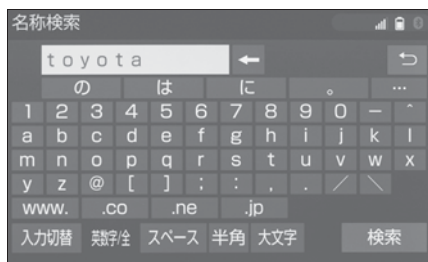 名称検索
toyota ←
の は に 。 …
1 2 3 4 5 6 7 8 9 0 － ＾
a b c d e f g h i j k l
m n o p q r s t u v w x
y z @ [ ] ; : , . ／ ＼
www. .co .ne .jp
入力切替 英数字/全 スペース 半角 大文字 検索